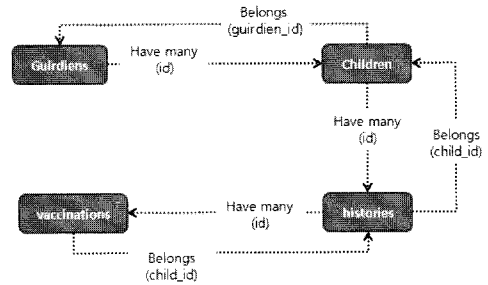 Belongs
(guirdien_id)
Guirdiens
Have many
(id)
Children
Have many
(id)
Belongs
(child_id)
vaccinations
Have many
(id)
histories
Belongs
(child_id)